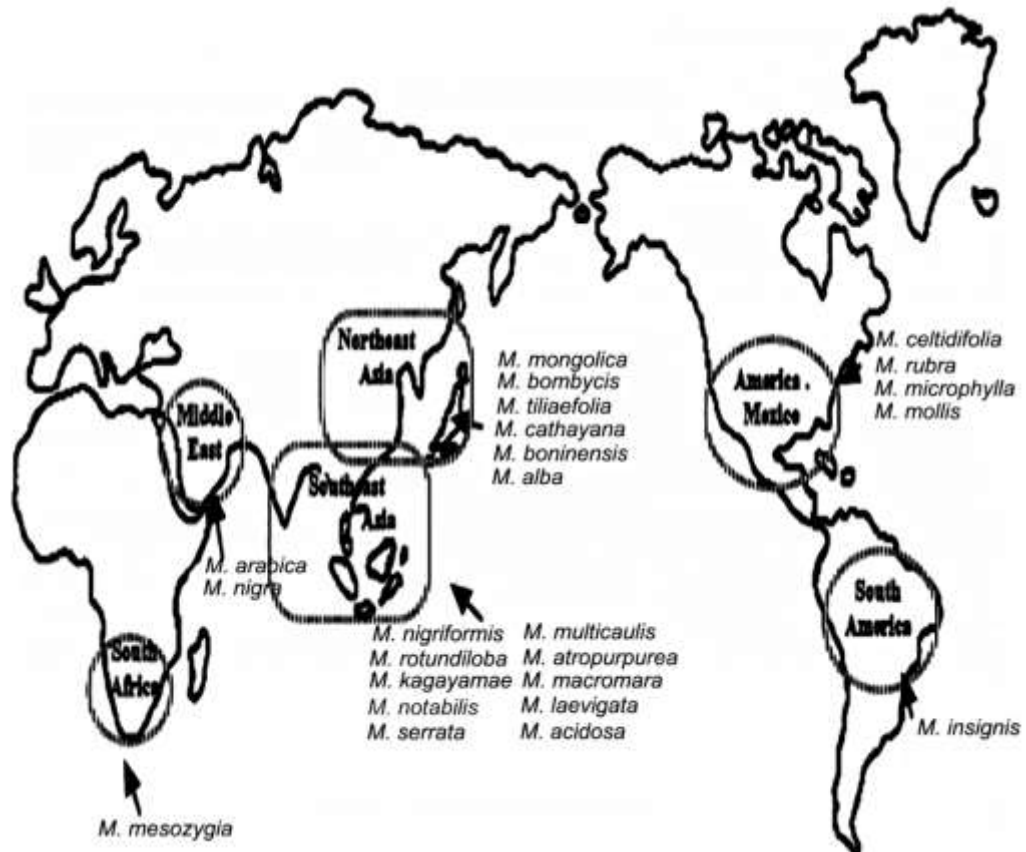 Northeast
Asia
M. mongolica
M. bombycis
M. tiliaefolia
M. cathayana
M. boninensis
M. alba
America .
Mexico
M. celtidifolia
M. rubra
M. microphylla
M. mollis
Middle
East
M. arabica
M. nigra
Southeast
Asia
M. nigriformis M. multicaulis
M. rotundiloba M. atropurpurea
M. kagayamae M. macromara
M. notabilis M. laevigata
M. serrata M. acidosa
South
America
M. insignis
South
Africa
M. mesozygia